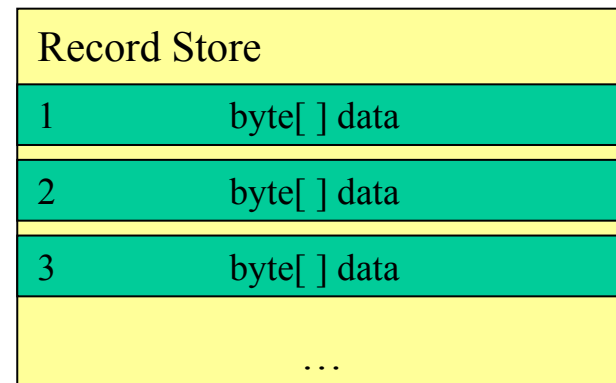 Record Store
1 byte[ ] data
2 byte[ ] data
3 byte[ ] data
…